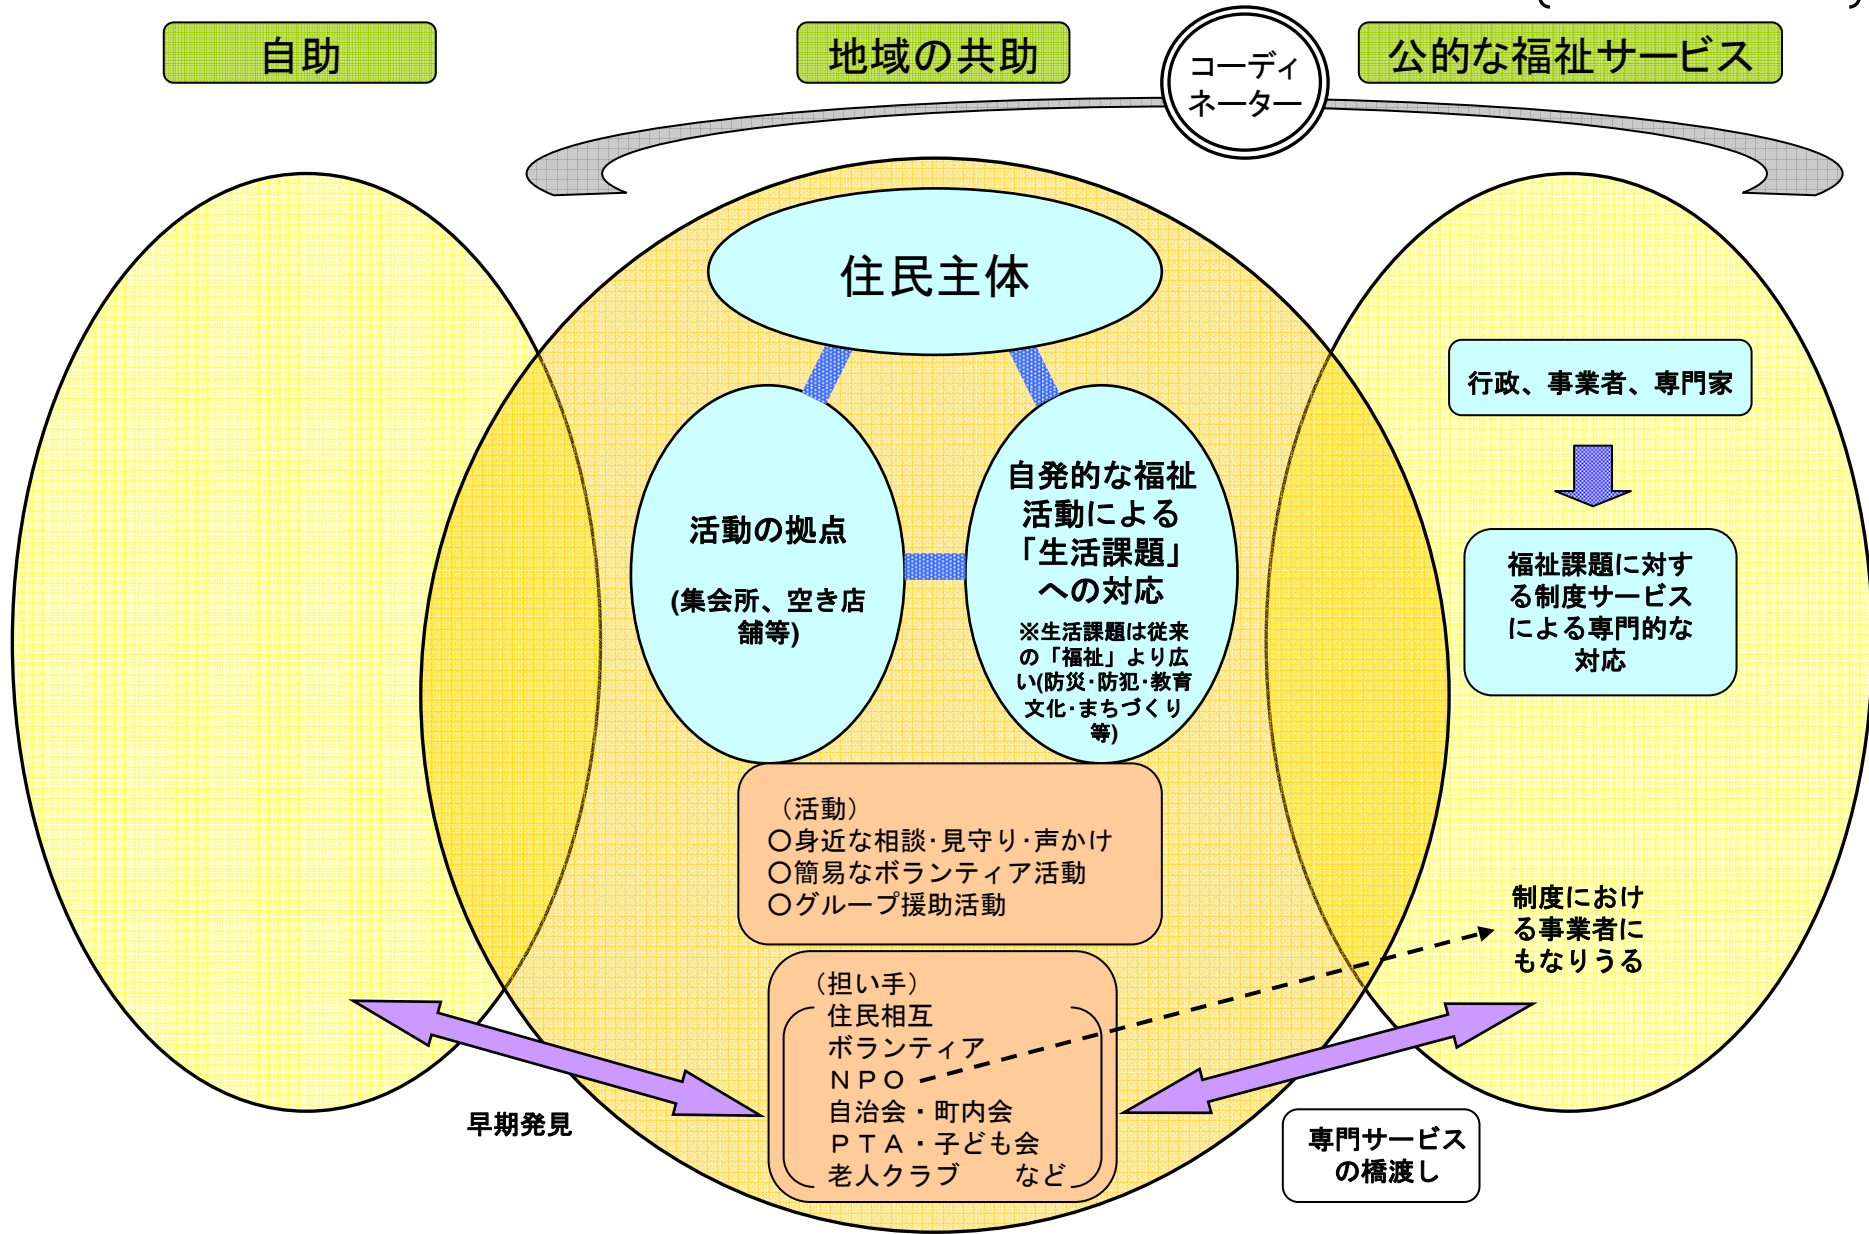 自助
地域の共助
コーディ
ネーター
公的な福祉サービス
住民主体
活動の拠点
(集会所、空き店
舗等)
自発的な福祉
活動による
「生活課題」
への対応
※生活課題は従来
の「福祉」より広
い(防災･防犯･教育
文化･まちづくり
等)
行政、事業者、専門家
福祉課題に対す
る制度サービス
による専門的な
対応
（活動）
○身近な相談･見守り･声かけ
○簡易なボランティア活動
○グループ援助活動
（担い手）
住民相互
ボランティア
ＮＰＯ
自治会・町内会
ＰＴＡ・子ども会
老人クラブ　　など
制度におけ
る事業者に
もなりうる
早期発見
専門サービス
の橋渡し